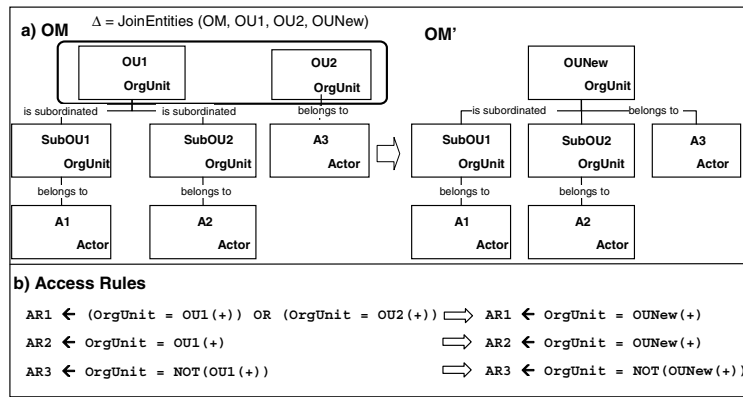 Δ = JoinEntities (OM, OU1, OU2, OUNew)
a) OM
OM'
OU1
OrgUnit
OU2
OrgUnit
OUNew
OrgUnit
is subordinated
is subordinated
belongs to
is subordinated
belongs to
SubOU1
OrgUnit
SubOU2
OrgUnit
A3
Actor
SubOU1
OrgUnit
SubOU2
OrgUnit
A3
Actor
belongs to
belongs to
belongs to
belongs to
A1
Actor
A2
Actor
A1
Actor
A2
Actor
b) Access Rules
AR1 ← (OrgUnit = OU1(+)) OR (OrgUnit = OU2(+)) ⇨ AR1 ← OrgUnit = OUNew(+)
AR2 ← OrgUnit = OU1(+) ⇨ AR2 ← OrgUnit = OUNew(+)
AR3 ← OrgUnit = NOT(OU1(+)) ⇨ AR3 ← OrgUnit = NOT(OUNew(+))